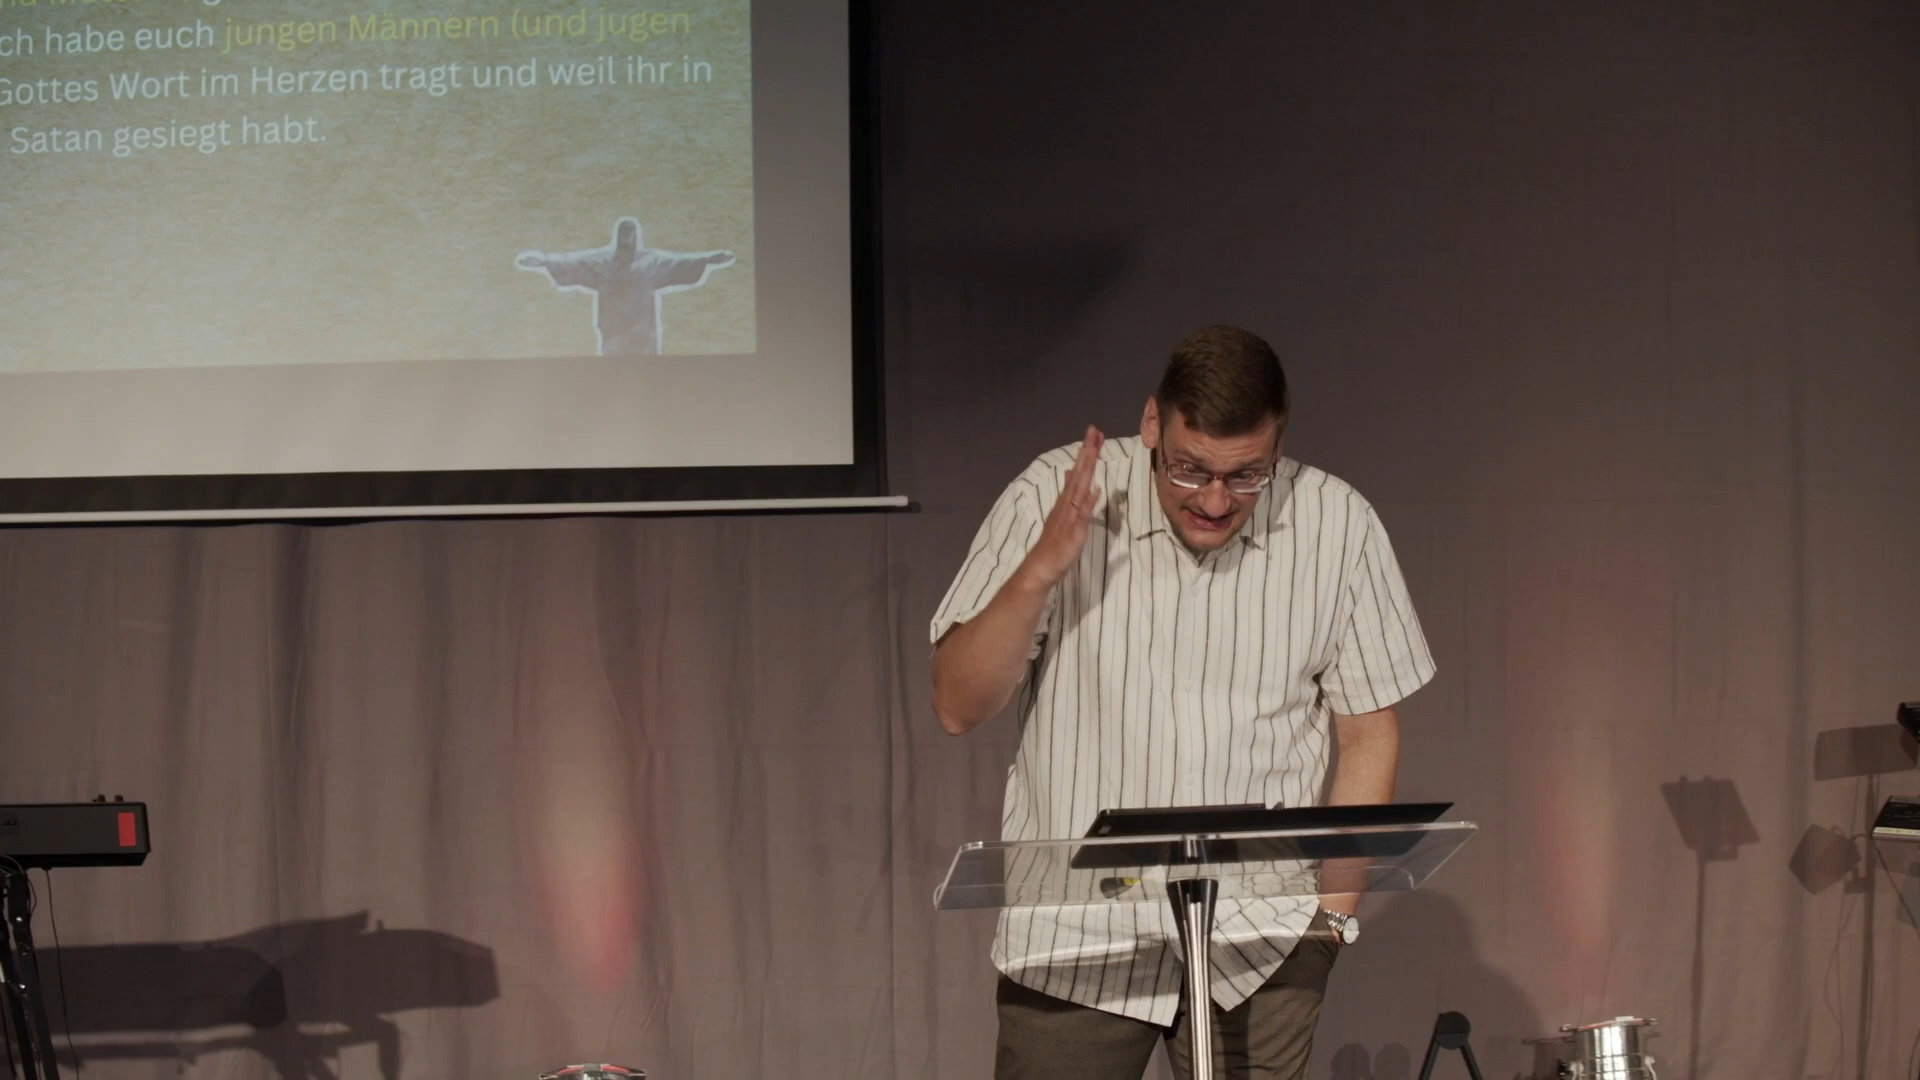 ch habe euch jungen Männern (und jugen
Gottes Wort im Herzen tragt und weil ihr in
Satan gesiegt habt.